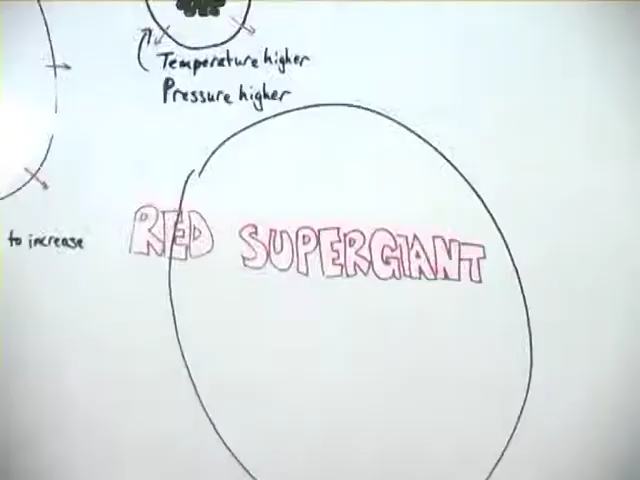 Temperature higher
Pressure higher
to increase
RED SUPERGIANT